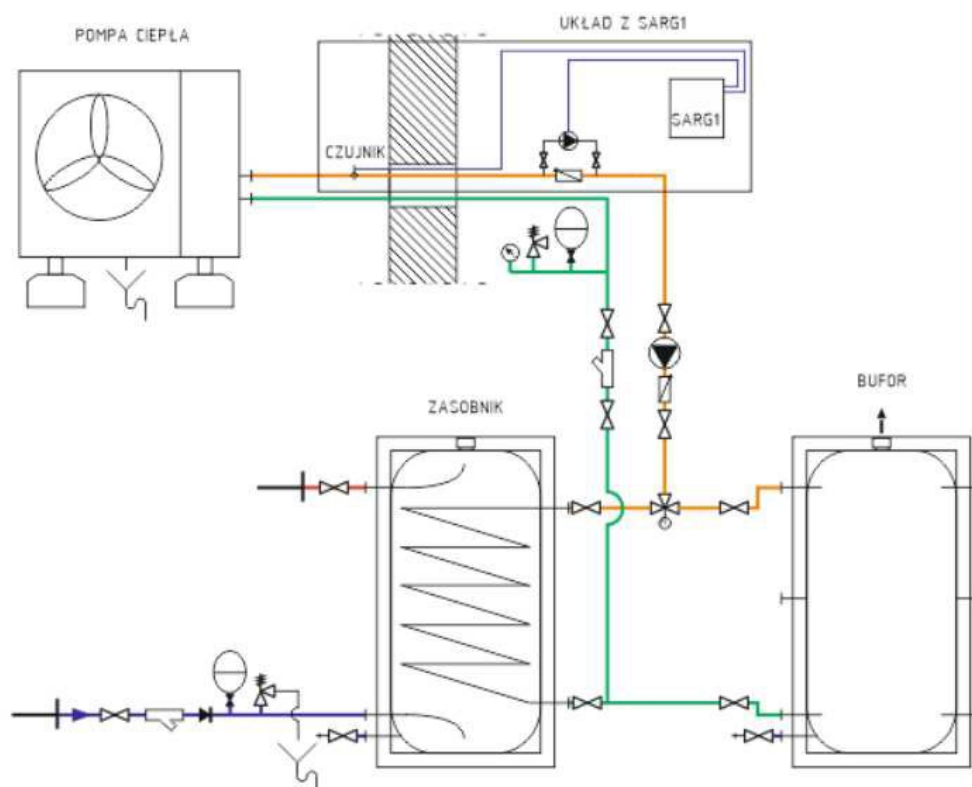 POMPA CIEPŁA
UKŁAD Z SARG1
SARG1
CZUJNIK
ZASOBNIK
BUFOR